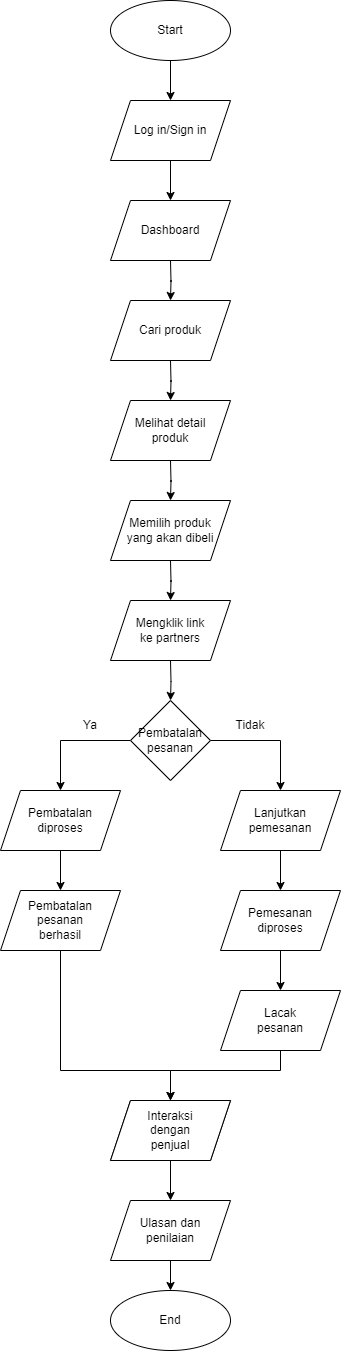 Start
Log in/Sign in
Dashboard
Cari produk
Melihat detail
produk
Memilih produk
yang akan dibeli
Mengklik link
ke partners
Pembatalan
pesanan
Ya
Tidak
Pembatalan
diproses
Lanjutkan
pemesanan
Pembatalan
pesanan
berhasil
Pemesanan
diproses
Lacak
pesanan
Interaksi
dengan
penjual
Ulasan dan
penilaian
End